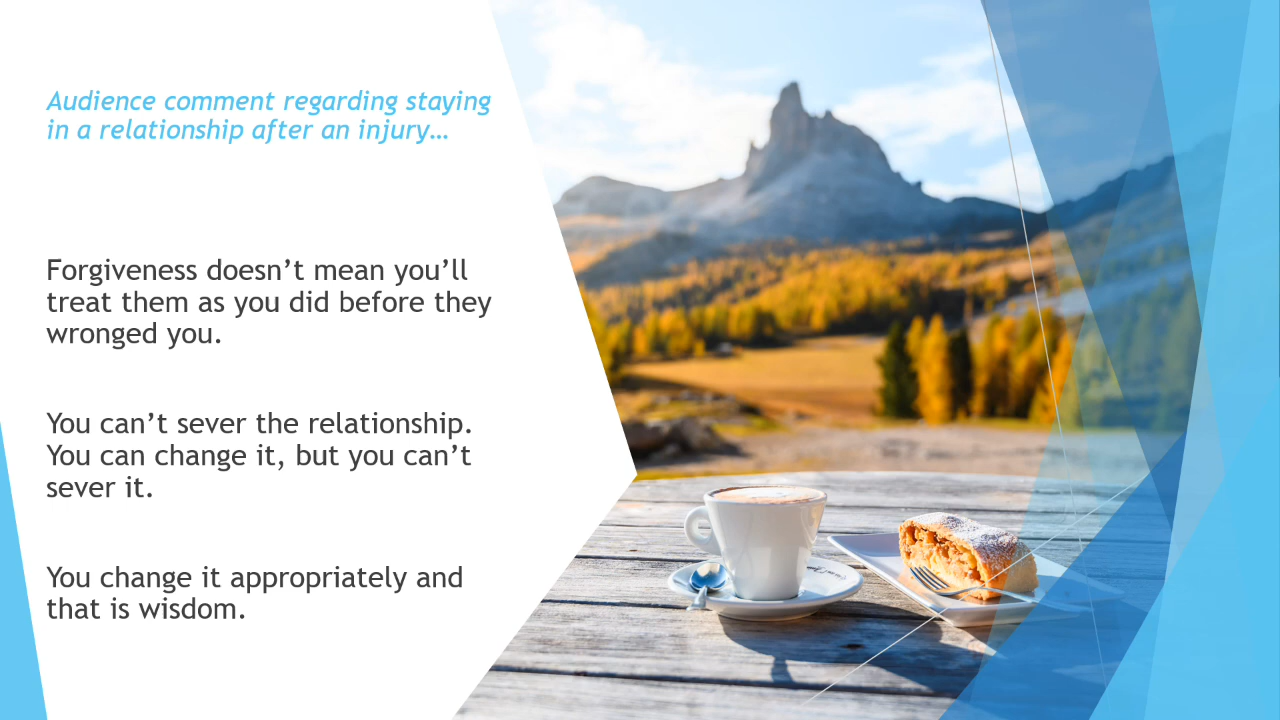 Audience comment regarding staying
in a relationship after an injury…
Forgiveness doesn’t mean you’ll
treat them as you did before they
wronged you.
You can’t sever the relationship.
You can change it, but you can’t
sever it.
You change it appropriately and
that is wisdom.